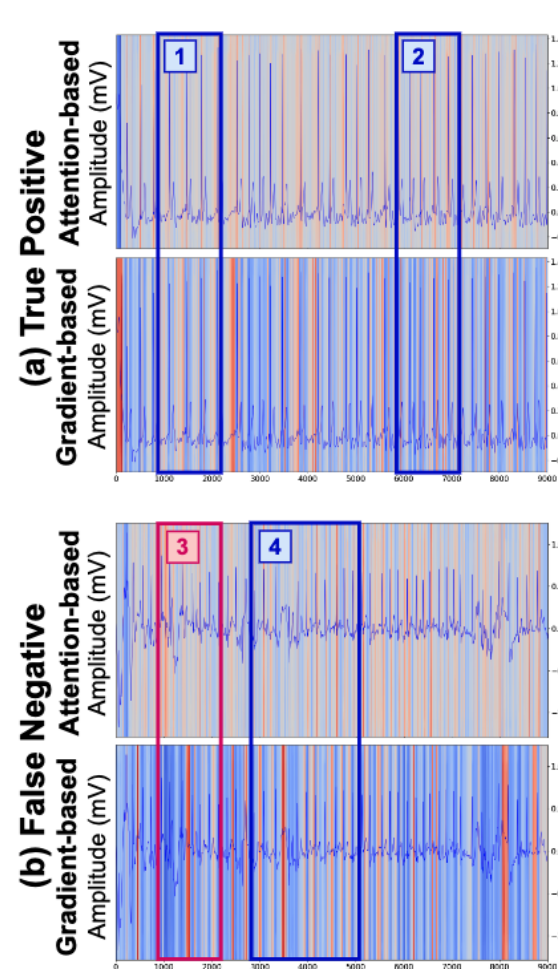 (a) True Positive
Attention-based
Amplitude (mV)
1
2
Gradient-based
Amplitude (mV)
0 1000 2000 3000 4000 5000 6000 7000 8000 9000
(b) False Negative
Attention-based
Amplitude (mV)
3
4
Gradient-based
Amplitude (mV)
0 1000 2000 3000 4000 5000 6000 7000 8000 9000